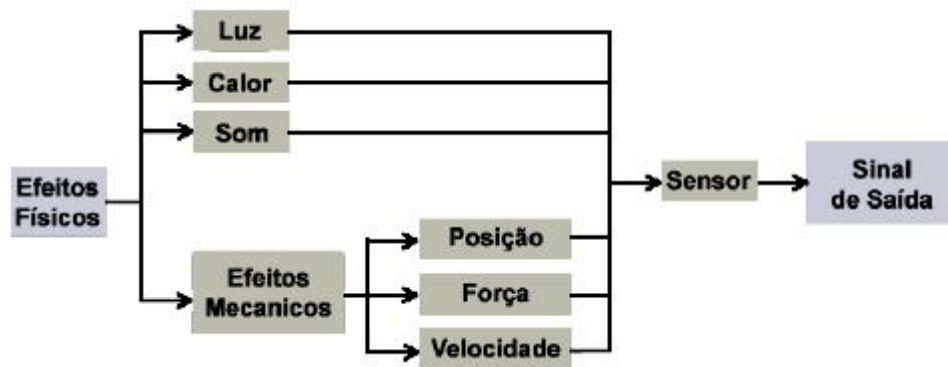 Luz
Calor
Som
Efeitos
Físicos
Efeitos
Mecanicos
Posição
Força
Velocidade
Sensor
Sinal
de Saída